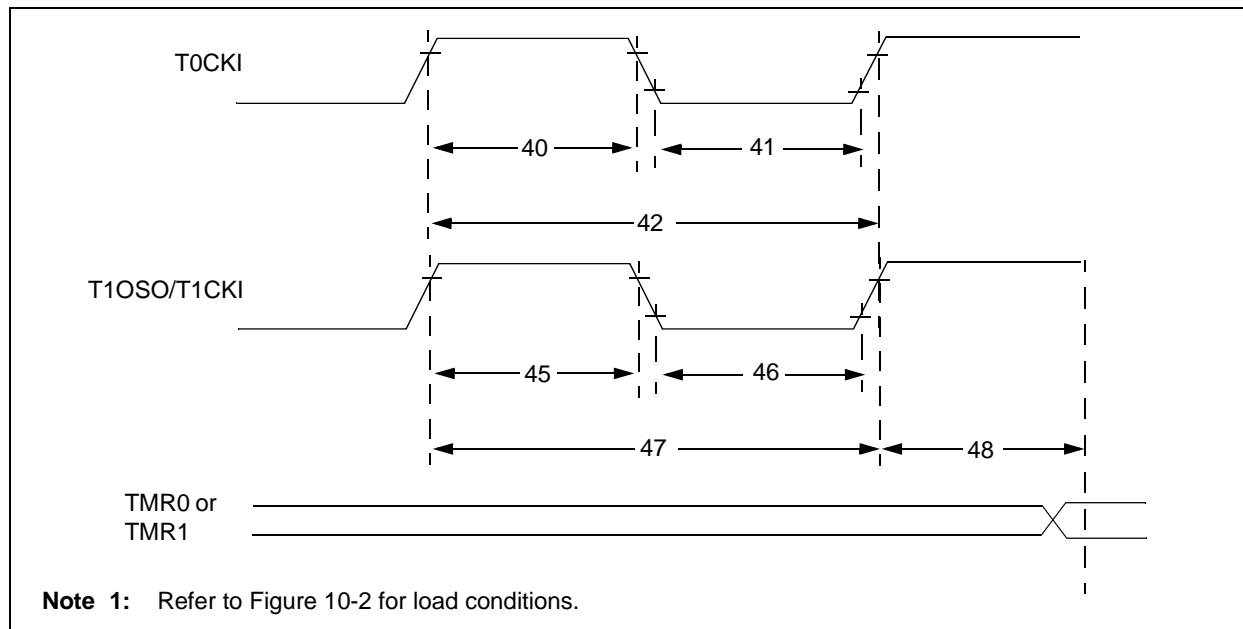 T0CKI
40
41
42
T1OSO/T1CKI
45
46
47
48
TMR0 or
TMR1
Note 1: Refer to Figure 10-2 for load conditions.